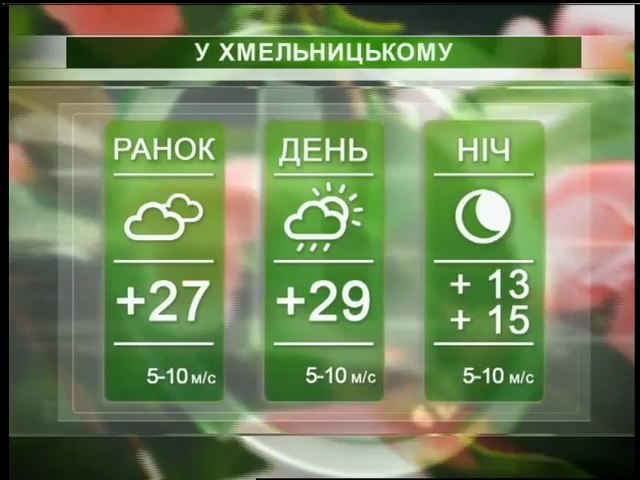 У ХМЕЛЬНИЦЬКОМУ
РАНОК
+27
5-10 м/с
ДЕНЬ
+29
5-10 м/с
НІЧ
+ 13
+ 15
5-10 м/с